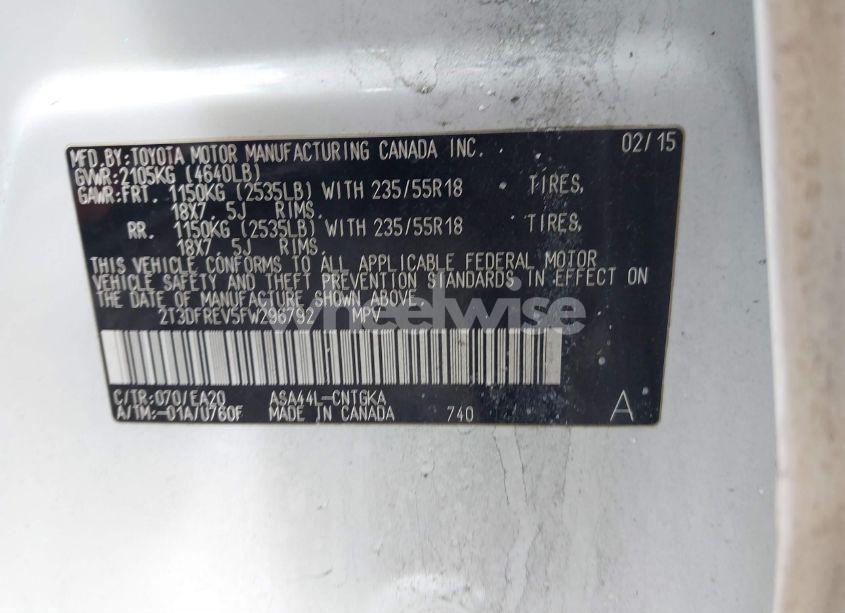 MFD.BY:TOYOTA MOTOR MANUFACTURING CANADA INC. 02/15
GVWR:2105KG (4640LB)
GAWR:FRT. 1150KG (2535LB) WITH 235/55R18 TIRES,
18X7.5J RIMS.
RR. 1150KG (2535LB) WITH 235/55R18 TIRES,
18X7.5J RIMS.
THIS VEHICLE CONFORMS TO ALL APPLICABLE FEDERAL MOTOR
VEHICLE SAFETY AND THEFT PREVENTION STANDARDS IN EFFECT ON
THE DATE OF MANUFACTURE SHOWN ABOVE.
2T3DFREV5FW296792 MPV
wheelwise
C/TR:070/EA20 ASA44L-CNTGKA
A/TM:-01A/U760F MADE IN CANADA 740 A